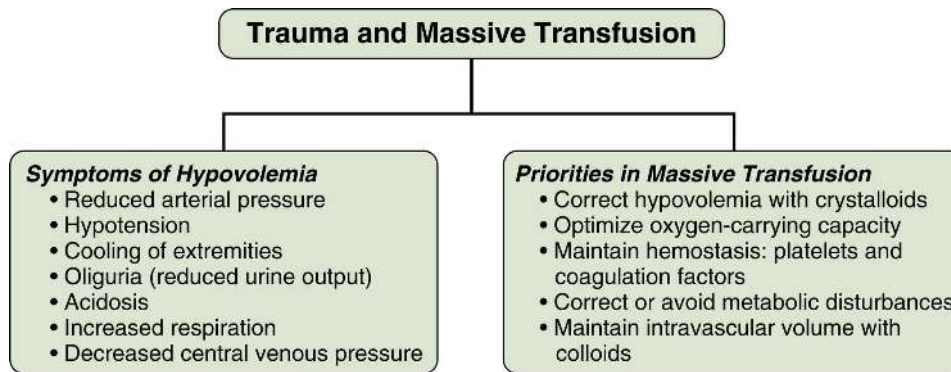 Trauma and Massive Transfusion
Symptoms of Hypovolemia
• Reduced arterial pressure
• Hypotension
• Cooling of extremities
• Oliguria (reduced urine output)
• Acidosis
• Increased respiration
• Decreased central venous pressure
Priorities in Massive Transfusion
• Correct hypovolemia with crystalloids
• Optimize oxygen-carrying capacity
• Maintain hemostasis: platelets and
coagulation factors
• Correct or avoid metabolic disturbances
• Maintain intravascular volume with
colloids